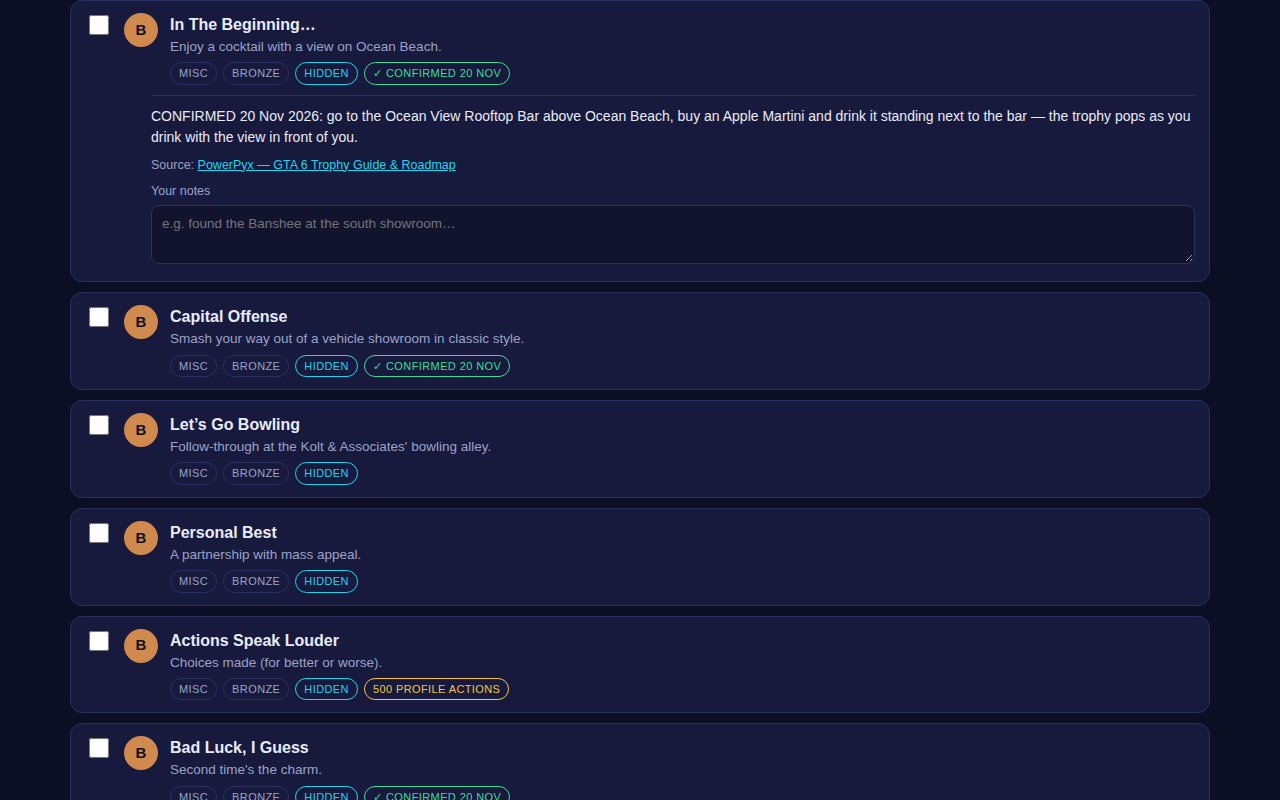 B
In The Beginning…
Enjoy a cocktail with a view on Ocean Beach.
MISC BRONZE HIDDEN ✓ CONFIRMED 20 NOV
CONFIRMED 20 Nov 2026: go to the Ocean View Rooftop Bar above Ocean Beach, buy an Apple Martini and drink it standing next to the bar — the trophy pops as you
drink with the view in front of you.
Source: PowerPyx — GTA 6 Trophy Guide & Roadmap
Your notes
e.g. found the Banshee at the south showroom…
B
Capital Offense
Smash your way out of a vehicle showroom in classic style.
MISC BRONZE HIDDEN ✓ CONFIRMED 20 NOV
B
Let’s Go Bowling
Follow-through at the Kolt & Associates' bowling alley.
MISC BRONZE HIDDEN
B
Personal Best
A partnership with mass appeal.
MISC BRONZE HIDDEN
B
Actions Speak Louder
Choices made (for better or worse).
MISC BRONZE HIDDEN 500 PROFILE ACTIONS
B
Bad Luck, I Guess
Second time's the charm.
MISC BRONZE HIDDEN ✓ CONFIRMED 20 NOV